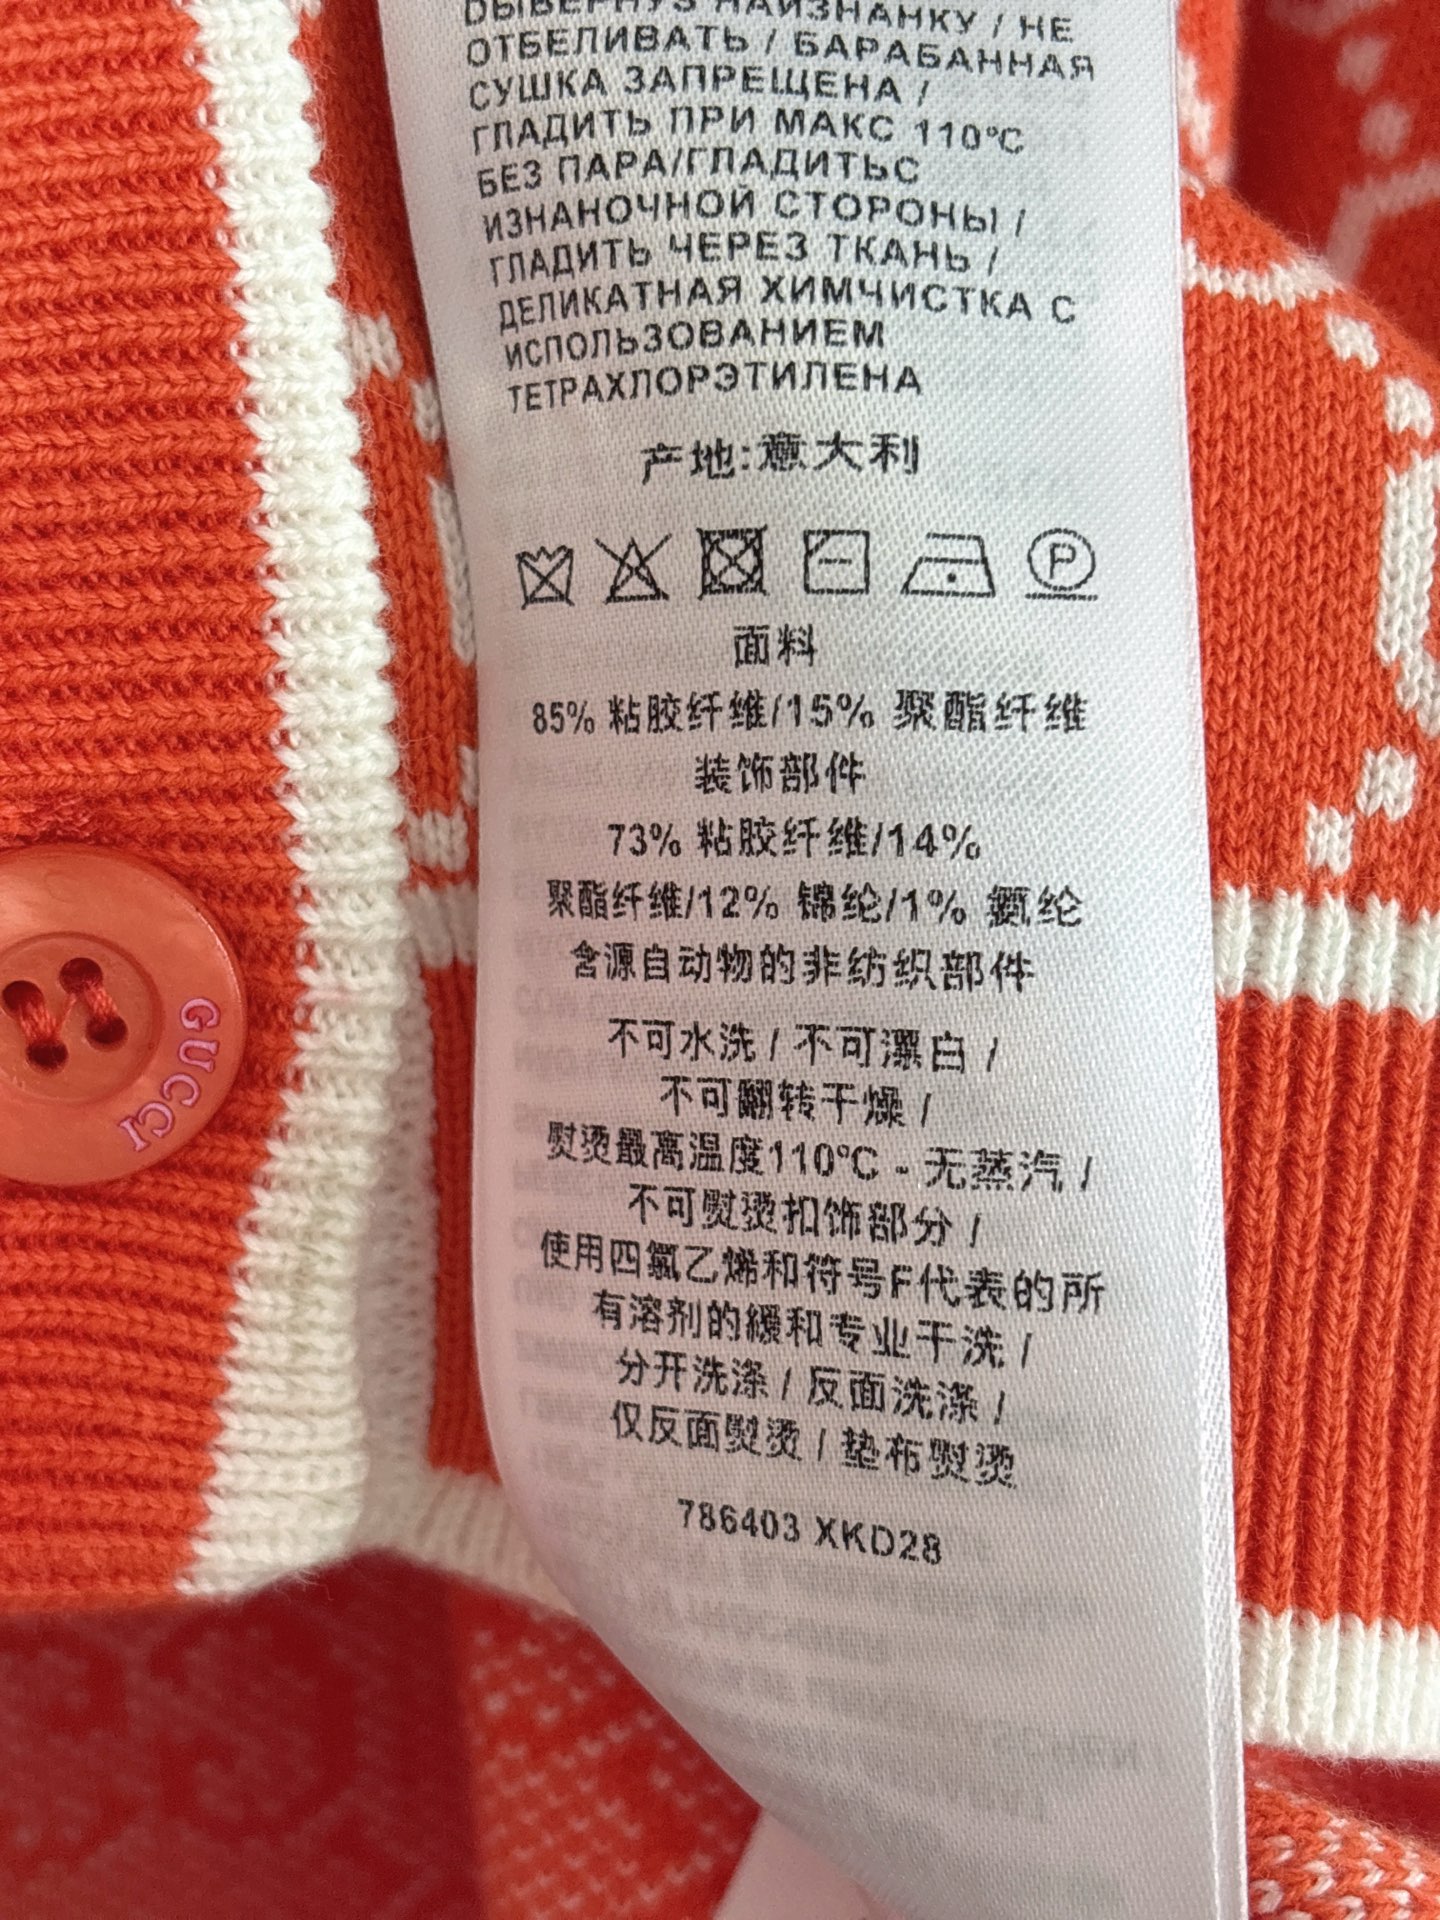 ВЫВЕРНУВ НАИЗНАНКУ / НЕ
ОТБЕЛИВАТЬ / БАРАБАННАЯ
СУШКА ЗАПРЕЩЕНА /
ГЛАДИТЬ ПРИ МАКС 110°C
БЕЗ ПАРА/ГЛАДИТЬС
ИЗНАНОЧНОЙ СТОРОНЫ /
ГЛАДИТЬ ЧЕРЕЗ ТКАНЬ /
ДЕЛИКАТНАЯ ХИМЧИСТКА С
ИСПОЛЬЗОВАНИЕМ
ТЕТРАХЛОРЭТИЛЕНА
产地:意大利
P
面料
85% 粘胶纤维/15% 聚酯纤维
装饰部件
73% 粘胶纤维/14%
聚酯纤维/12% 锦纶/1% 氨纶
含源自动物的非纺织部件
不可水洗 / 不可漂白 /
不可翻转干燥 /
熨烫最高温度110°C - 无蒸汽 /
不可熨烫扣饰部分 /
使用四氯乙烯和符号F代表的所
有溶剂的缓和专业干洗 /
分开洗涤 / 反面洗涤 /
仅反面熨烫 / 垫布熨烫
786403 XKD28
GUCCI